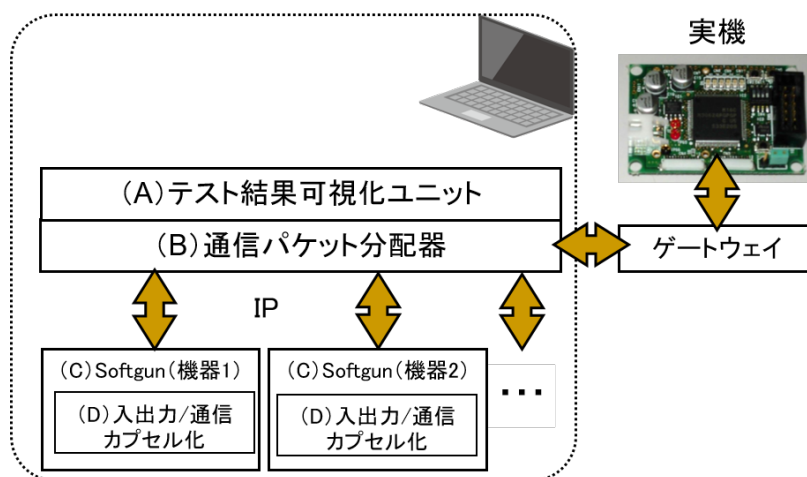 実機
(A)テスト結果可視化ユニット
(B)通信パケット分配器
ゲートウェイ
IP
(C)Softgun(機器1)
(D)入出力/通信
カプセル化
(C)Softgun(機器2)
(D)入出力/通信
カプセル化
...